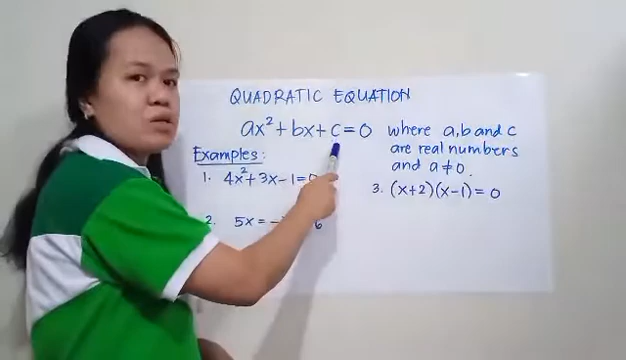 QUADRATIC EQUATION
ax² + bx + c = 0 where a, b and c
are real numbers
and a ≠ 0.
Examples:
1. 4x² + 3x - 1 = 0
2. 5x = - 6
3. (x+2)(x-1) = 0